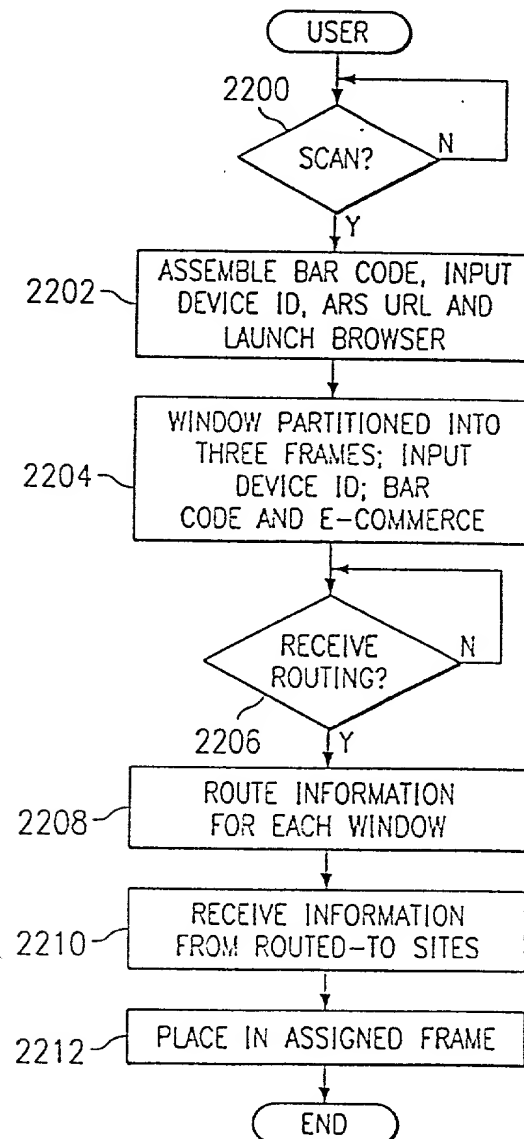 USER
2200
SCAN?
N
Y
2202
ASSEMBLE BAR CODE, INPUT
DEVICE ID, ARS URL AND
LAUNCH BROWSER
2204
WINDOW PARTITIONED INTO
THREE FRAMES; INPUT
DEVICE ID; BAR
CODE AND E-COMMERCE
RECEIVE
ROUTING?
N
2206
Y
2208
ROUTE INFORMATION
FOR EACH WINDOW
2210
RECEIVE INFORMATION
FROM ROUTED-TO SITES
2212
PLACE IN ASSIGNED FRAME
END